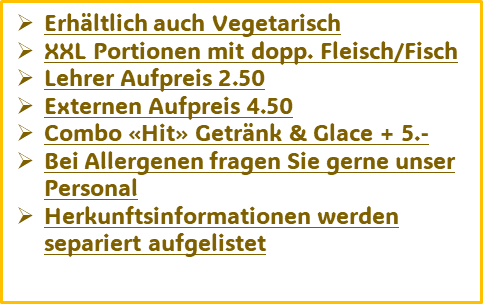 ➢ Erhältlich auch Vegetarisch
➢ XXL Portionen mit dopp. Fleisch/Fisch
➢ Lehrer Aufpreis 2.50
➢ Externen Aufpreis 4.50
➢ Combo «Hit» Getränk & Glace + 5.-
➢ Bei Allergenen fragen Sie gerne unser
Personal
➢ Herkunftsinformationen werden
separiert aufgelistet